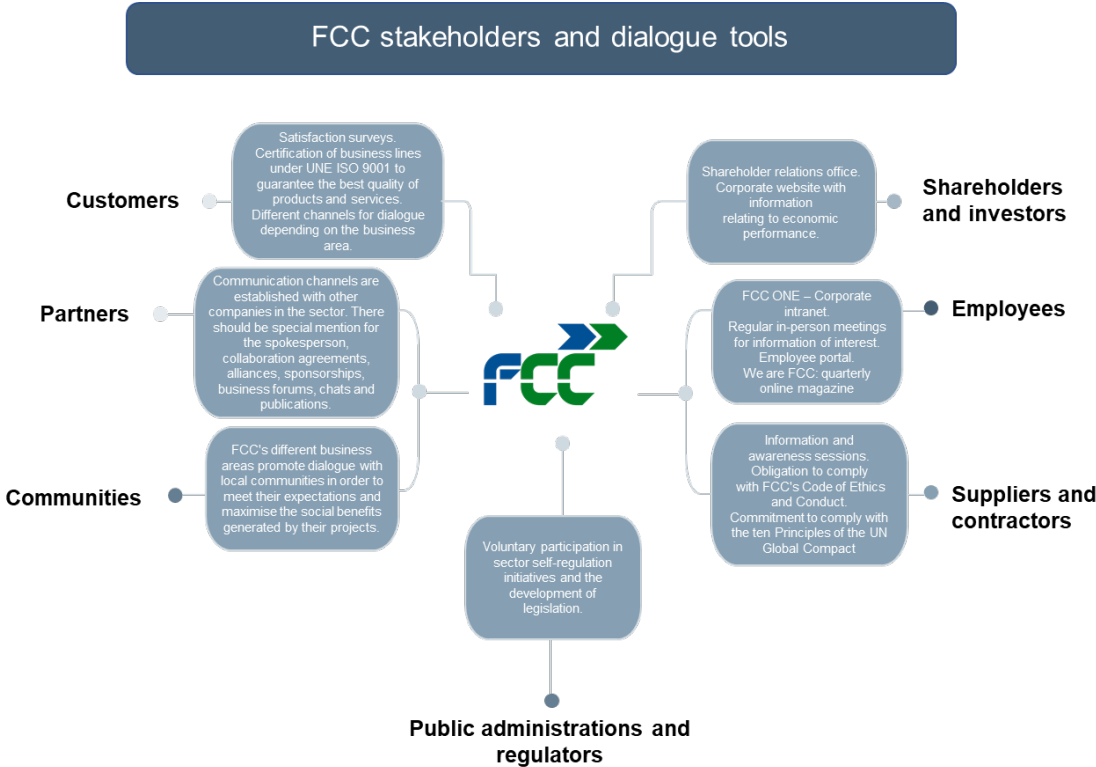 FCC stakeholders and dialogue tools
Customers
Satisfaction surveys.
Certification of business lines
under UNE ISO 9001 to
guarantee the best quality of
products and services.
Different channels for dialogue
depending on the business
area.
Partners
Communication channels are
established with other
companies in the sector. There
should be special mention for
the spokesperson,
collaboration agreements,
alliances, sponsorships,
business forums, chats and
publications.
Communities
FCC's different business
areas promote dialogue with
local communities in order to
meet their expectations and
maximise the social benefits
generated by their projects.
FCC
Voluntary participation in
sector self-regulation
initiatives and the
development of
legislation.
Public administrations and
regulators
Shareholder relations office.
Corporate website with
information
relating to economic
performance.
Shareholders
and investors
FCC ONE – Corporate
intranet.
Regular in-person meetings
for information of interest.
Employee portal.
We are FCC: quarterly
online magazine
Employees
Information and
awareness sessions.
Obligation to comply
with FCC's Code of Ethics
and Conduct.
Commitment to comply with
the ten Principles of the UN
Global Compact
Suppliers and
contractors